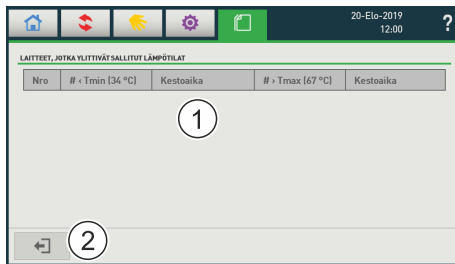 20-Elo-2019
12:00
?
LAITTEET, JOTKA YLITTIVÄT SALLITUT LÄMPÖTILAT
Nro # < Tmin (34 °C) Kestoaika # > Tmax (67 °C) Kestoaika
1
2